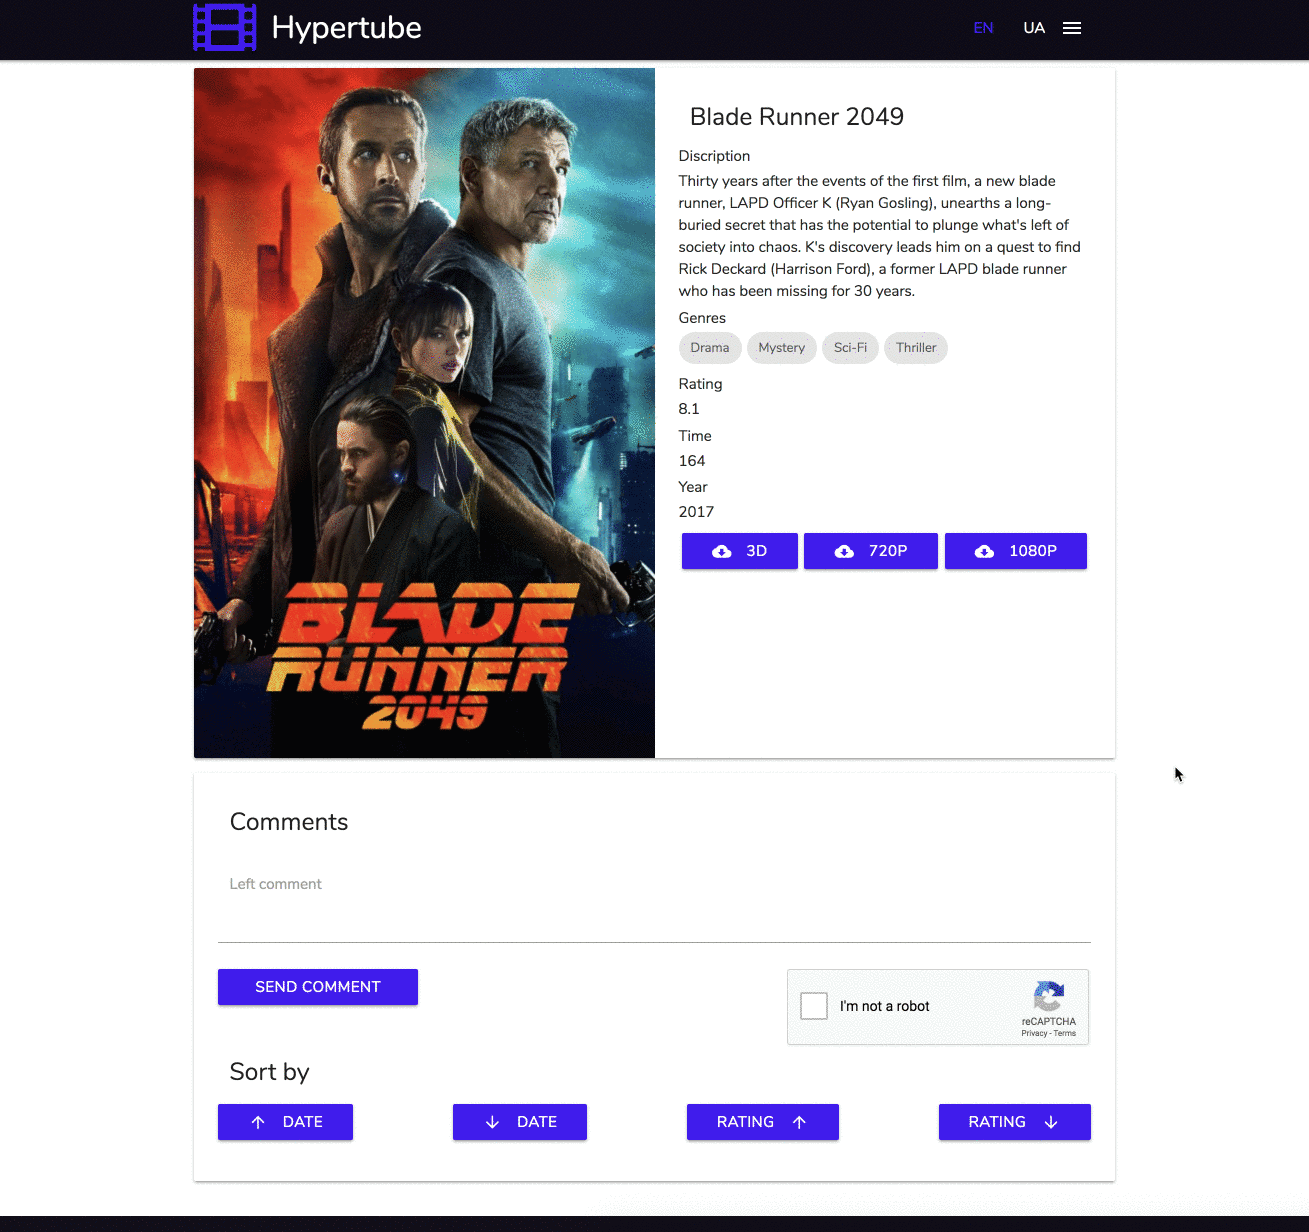 Hypertube
EN UA
BLADE
RUNNER
2049
Blade Runner 2049
Discription
Thirty years after the events of the first film, a new blade
runner, LAPD Officer K (Ryan Gosling), unearths a long-
buried secret that has the potential to plunge what's left of
society into chaos. K's discovery leads him on a quest to find
Rick Deckard (Harrison Ford), a former LAPD blade runner
who has been missing for 30 years.
Genres
Drama Mystery Sci-Fi Thriller
Rating
8.1
Time
164
Year
2017
3D 720P 1080P
Comments
Left comment
SEND COMMENT
I'm not a robot
reCAPTCHA
Privacy - Terms
Sort by
DATE DATE RATING RATING